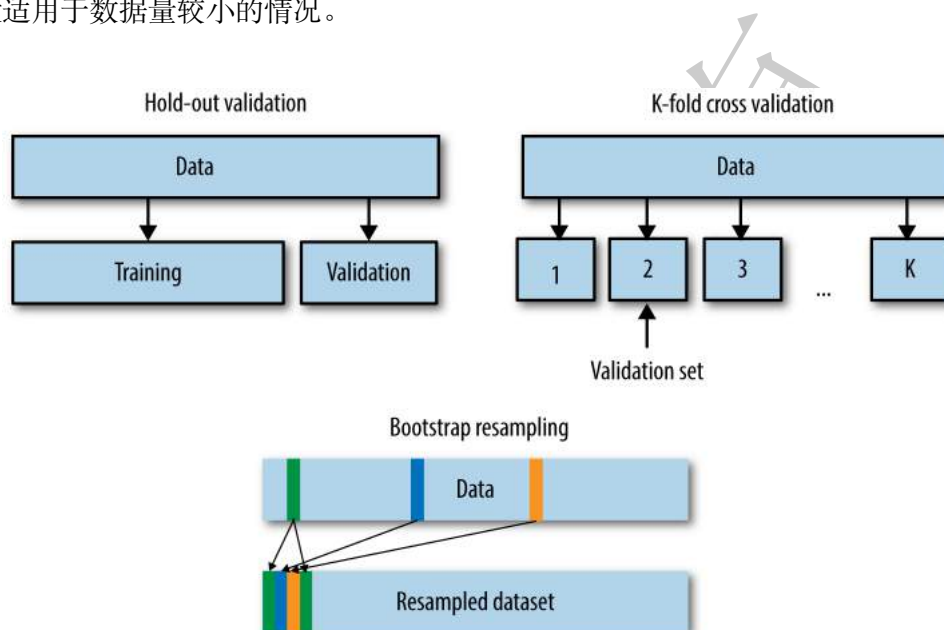 适用于数据量较小的情况。
Hold-out validation
Data
Training
Validation
K-fold cross validation
Data
1
2
3
...
K
Validation set
Bootstrap resampling
Data
Resampled dataset